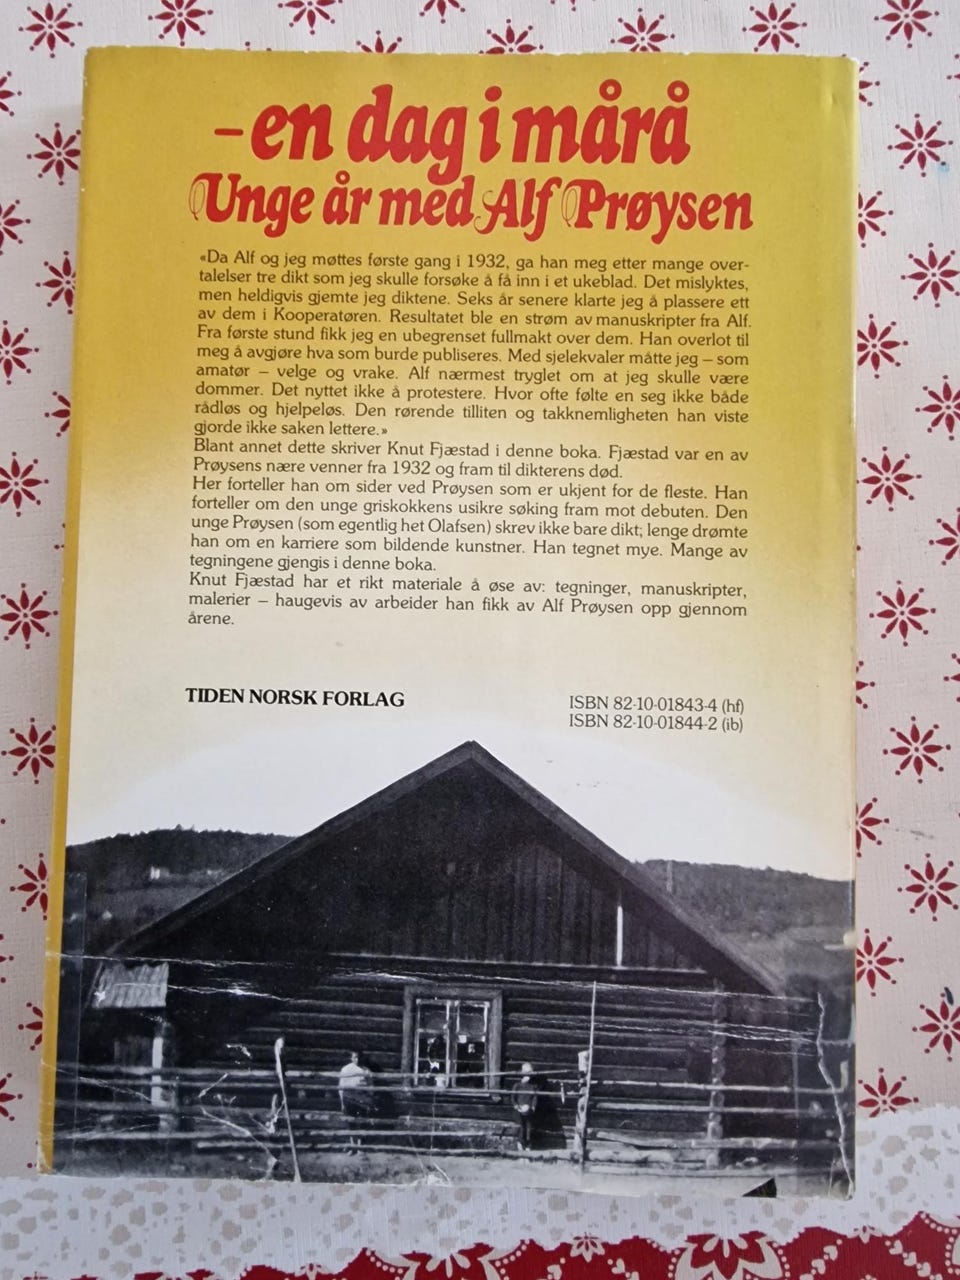 – en dag i mårå
Unge år med Alf Prøysen
«Da Alf og jeg møttes første gang i 1932, ga han meg etter mange over-
talelser tre dikt som jeg skulle forsøke å få inn i et ukeblad. Det mislyktes,
men heldigvis gjemte jeg diktene. Seks år senere klarte jeg å plassere ett
av dem i Kooperatøren. Resultatet ble en strøm av manuskripter fra Alf.
Fra første stund fikk jeg en ubegrenset fullmakt over dem. Han overlot til
meg å avgjøre hva som burde publiseres. Med sjelekvaler måtte jeg – som
amatør – velge og vrake. Alf nærmest tryglet om at jeg skulle være
dommer. Det nyttet ikke å protestere. Hvor ofte følte en seg ikke både
rådløs og hjelpeløs. Den rørende tilliten og takknemligheten han viste
gjorde ikke saken lettere.»
Blant annet dette skriver Knut Fjæstad i denne boka. Fjæstad var en av
Prøysens nære venner fra 1932 og fram til dikterens død.
Her forteller han om sider ved Prøysen som er ukjent for de fleste. Han
forteller om den unge griskokkens usikre søking fram mot debuten. Den
unge Prøysen (som egentlig het Olafsen) skrev ikke bare dikt; lenge drømte
han om en karriere som bildende kunstner. Han tegnet mye. Mange av
tegningene gjengis i denne boka.
Knut Fjæstad har et rikt materiale å øse av: tegninger, manuskripter,
malerier – haugevis av arbeider han fikk av Alf Prøysen opp gjennom
årene.
TIDEN NORSK FORLAG
ISBN 82-10-01843-4 (hf)
ISBN 82-10-01844-2 (ib)